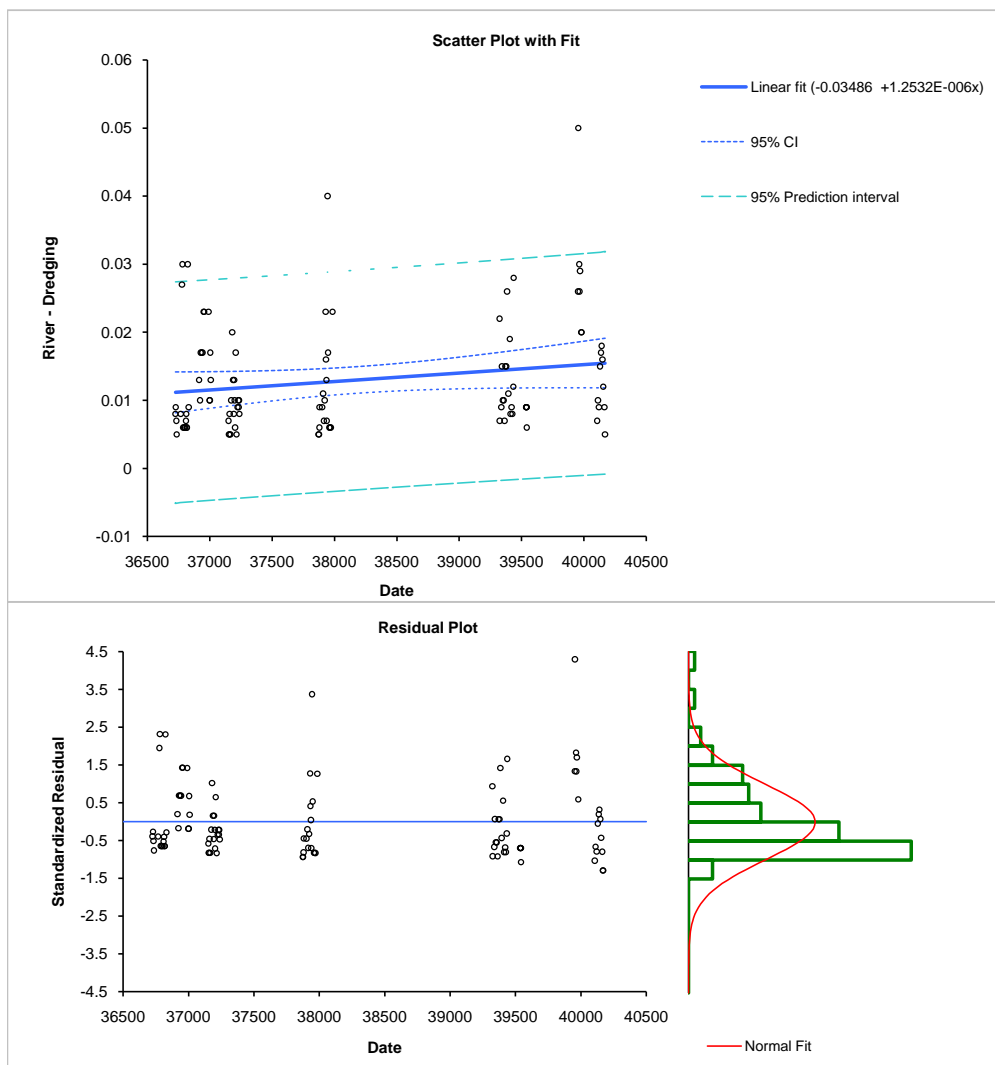 Scatter Plot with Fit
0.06
0.05
0.04
0.03
0.02
0.01
0
-0.01
River - Dredging
36500 37000 37500 38000 38500 39000 39500 40000 40500
Date
Linear fit (-0.03486 +1.2532E-006x)
95% CI
95% Prediction interval
Residual Plot
4.5
3.5
2.5
1.5
0.5
-0.5
-1.5
-2.5
-3.5
-4.5
Standardized Residual
36500 37000 37500 38000 38500 39000 39500 40000 40500
Date
Normal Fit